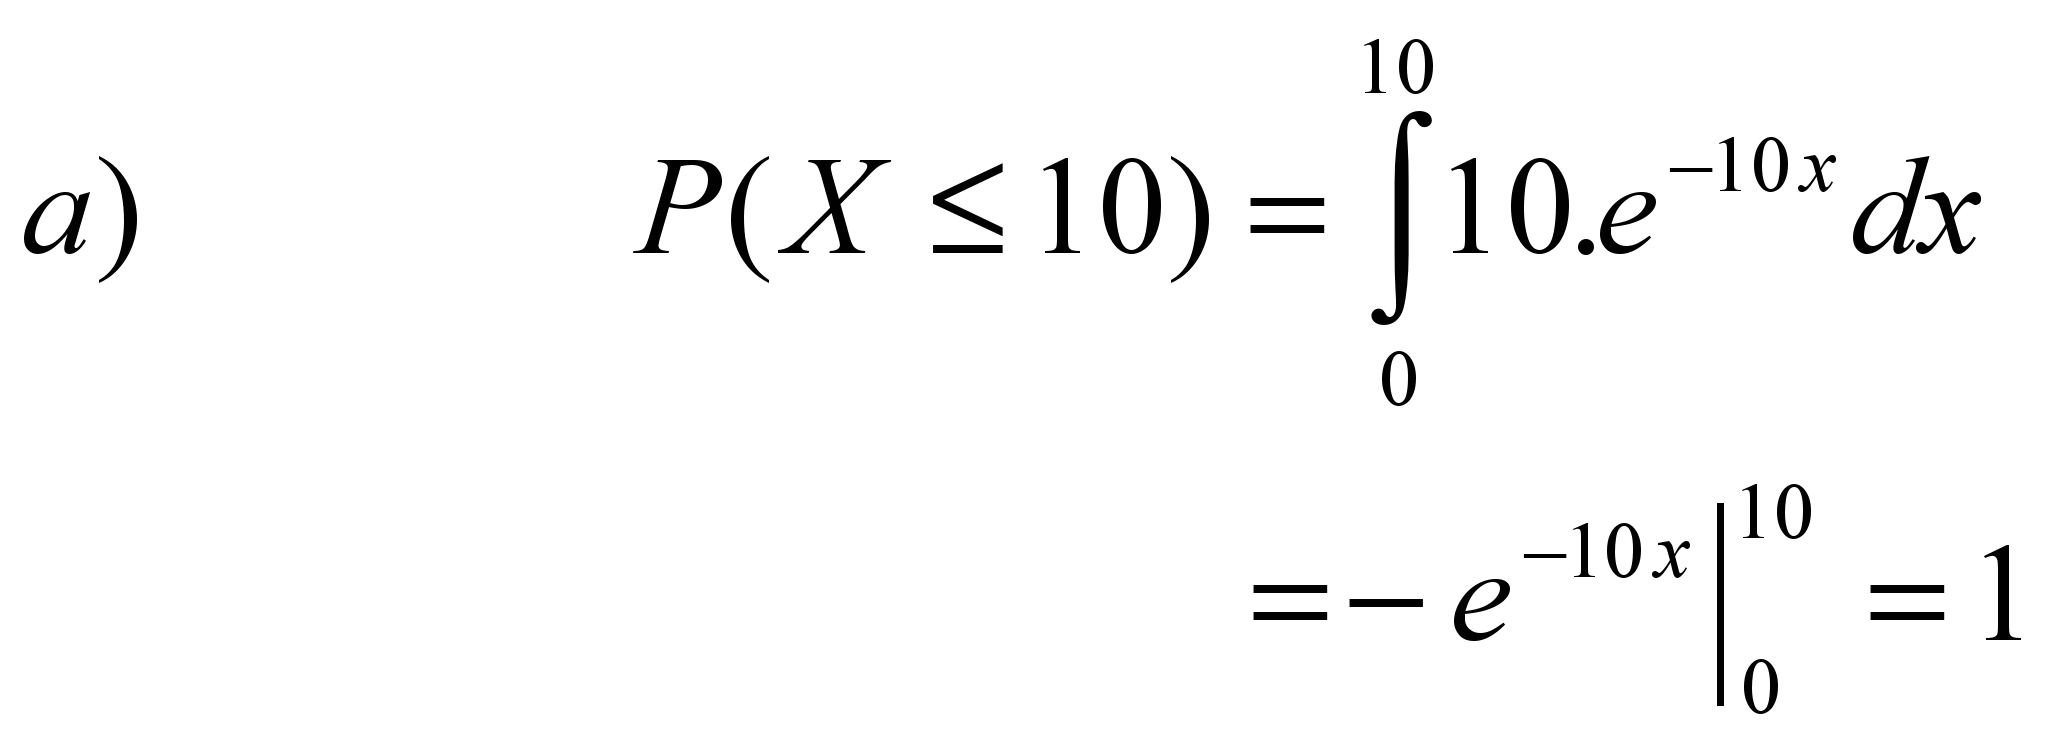 a) P(X ≤ 10) = ∫₀¹⁰ 10.e⁻¹⁰ˣ dx
= − e⁻¹⁰ˣ |₀¹⁰ = 1